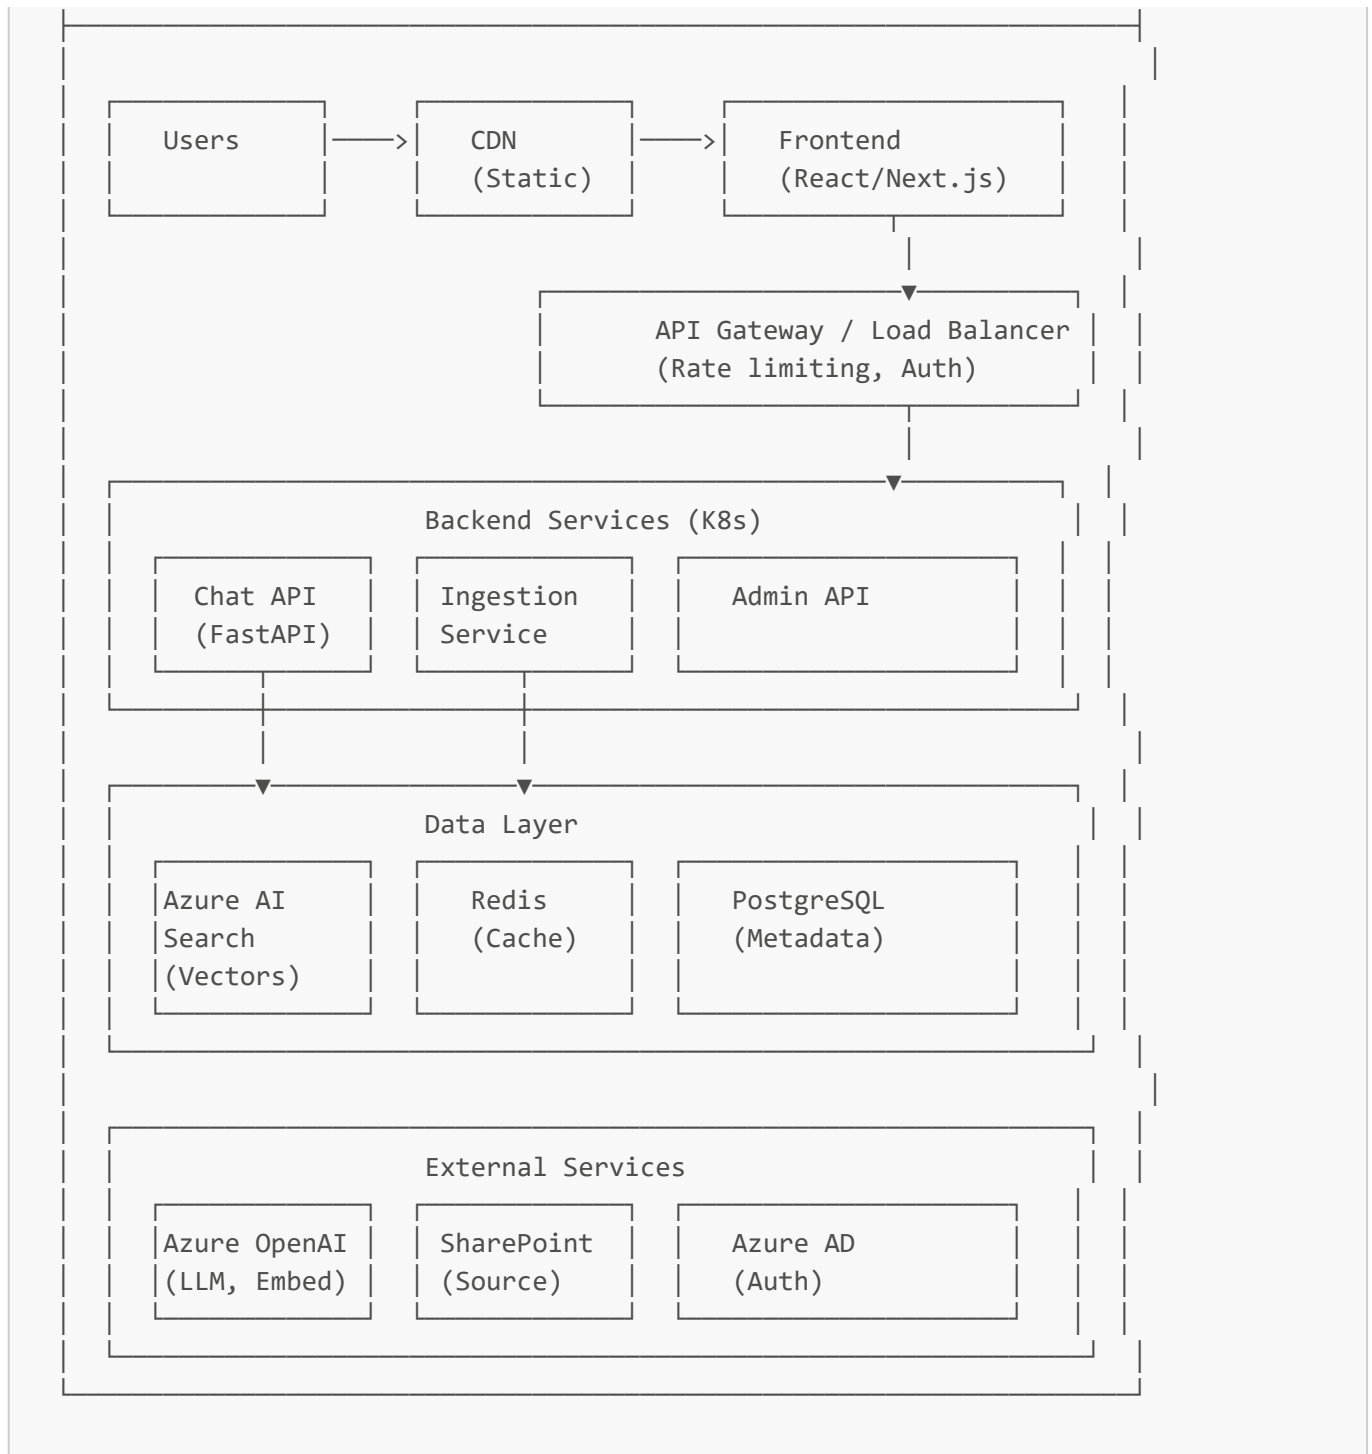 Users CDN Frontend
(Static) (React/Next.js)
API Gateway / Load Balancer
(Rate limiting, Auth)
Backend Services (K8s)
Chat API Ingestion Admin API
(FastAPI) Service
Data Layer
Azure AI Redis PostgreSQL
Search (Cache) (Metadata)
(Vectors)
External Services
Azure OpenAI SharePoint Azure AD
(LLM, Embed) (Source) (Auth)